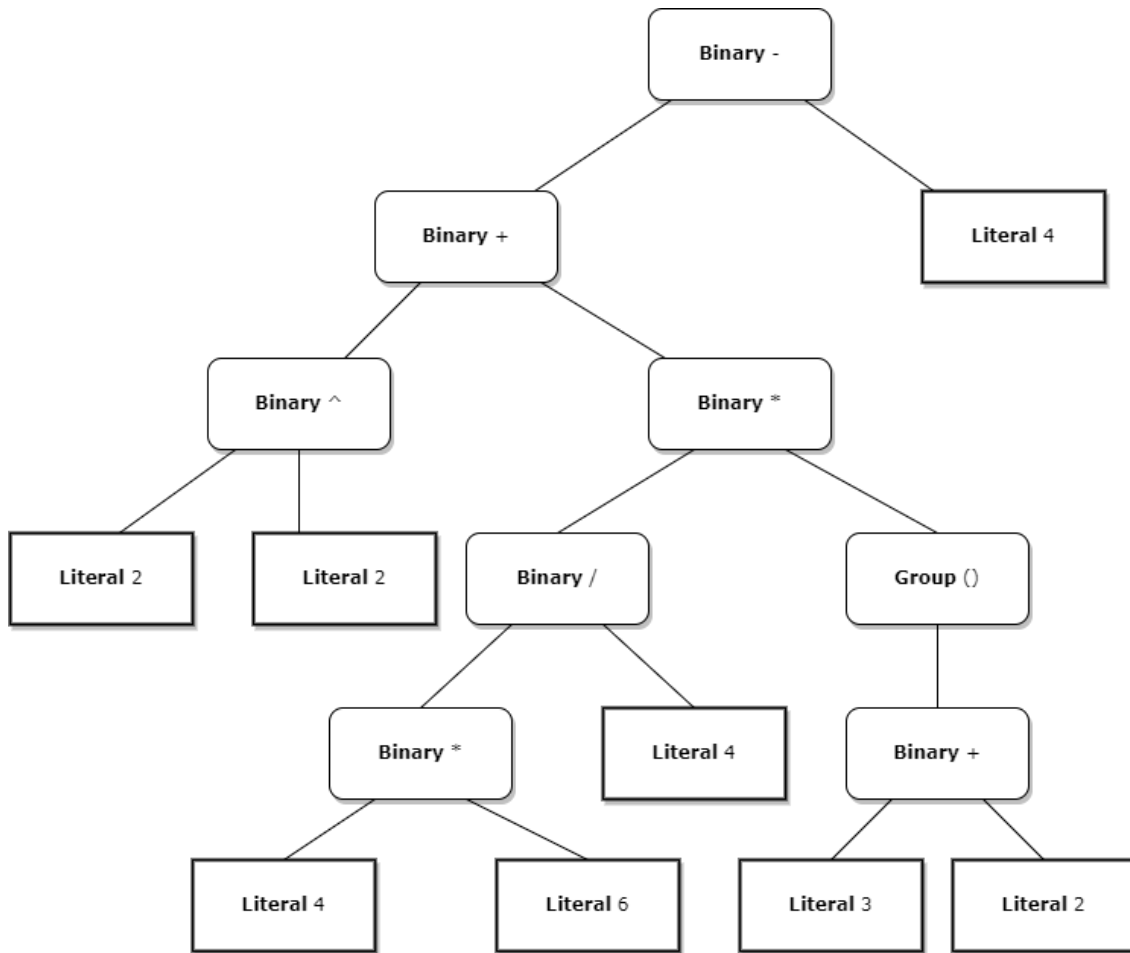 Binary -
Binary +
Literal 4
Binary ^
Binary *
Literal 2
Literal 2
Binary /
Group ()
Binary *
Literal 4
Binary +
Literal 4
Literal 6
Literal 3
Literal 2